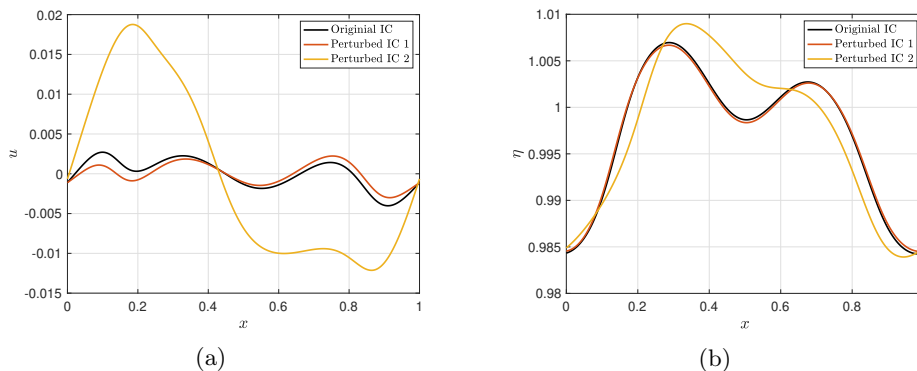 0.02
0.015
0.01
0.005
0
-0.005
-0.01
-0.015
u
0
0.2
0.4
0.6
0.8
1
x
Originial IC
Perturbed IC 1
Perturbed IC 2
(a)
1.01
1.005
1
0.995
0.99
0.985
0.98
η
0
0.2
0.4
0.6
0.8
x
Originial IC
Perturbed IC 1
Perturbed IC 2
(b)